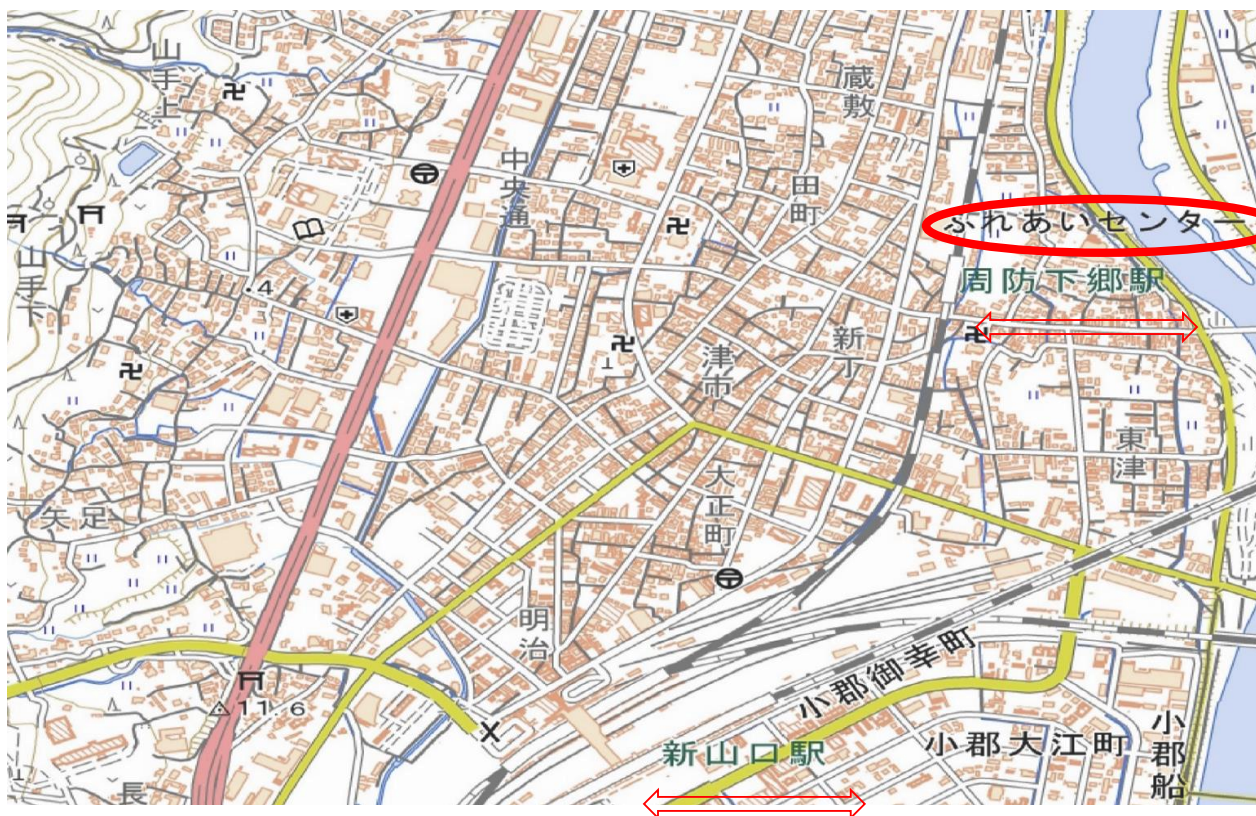 山手上
蔵敷
中央通
田町
ふれあいセンター
周防下郷駅
山手下
.4
新丁
津市
東津
大正町
矢足
明治
小郡御幸町
11.6
新山口駅
小郡大江町
小郡船
長